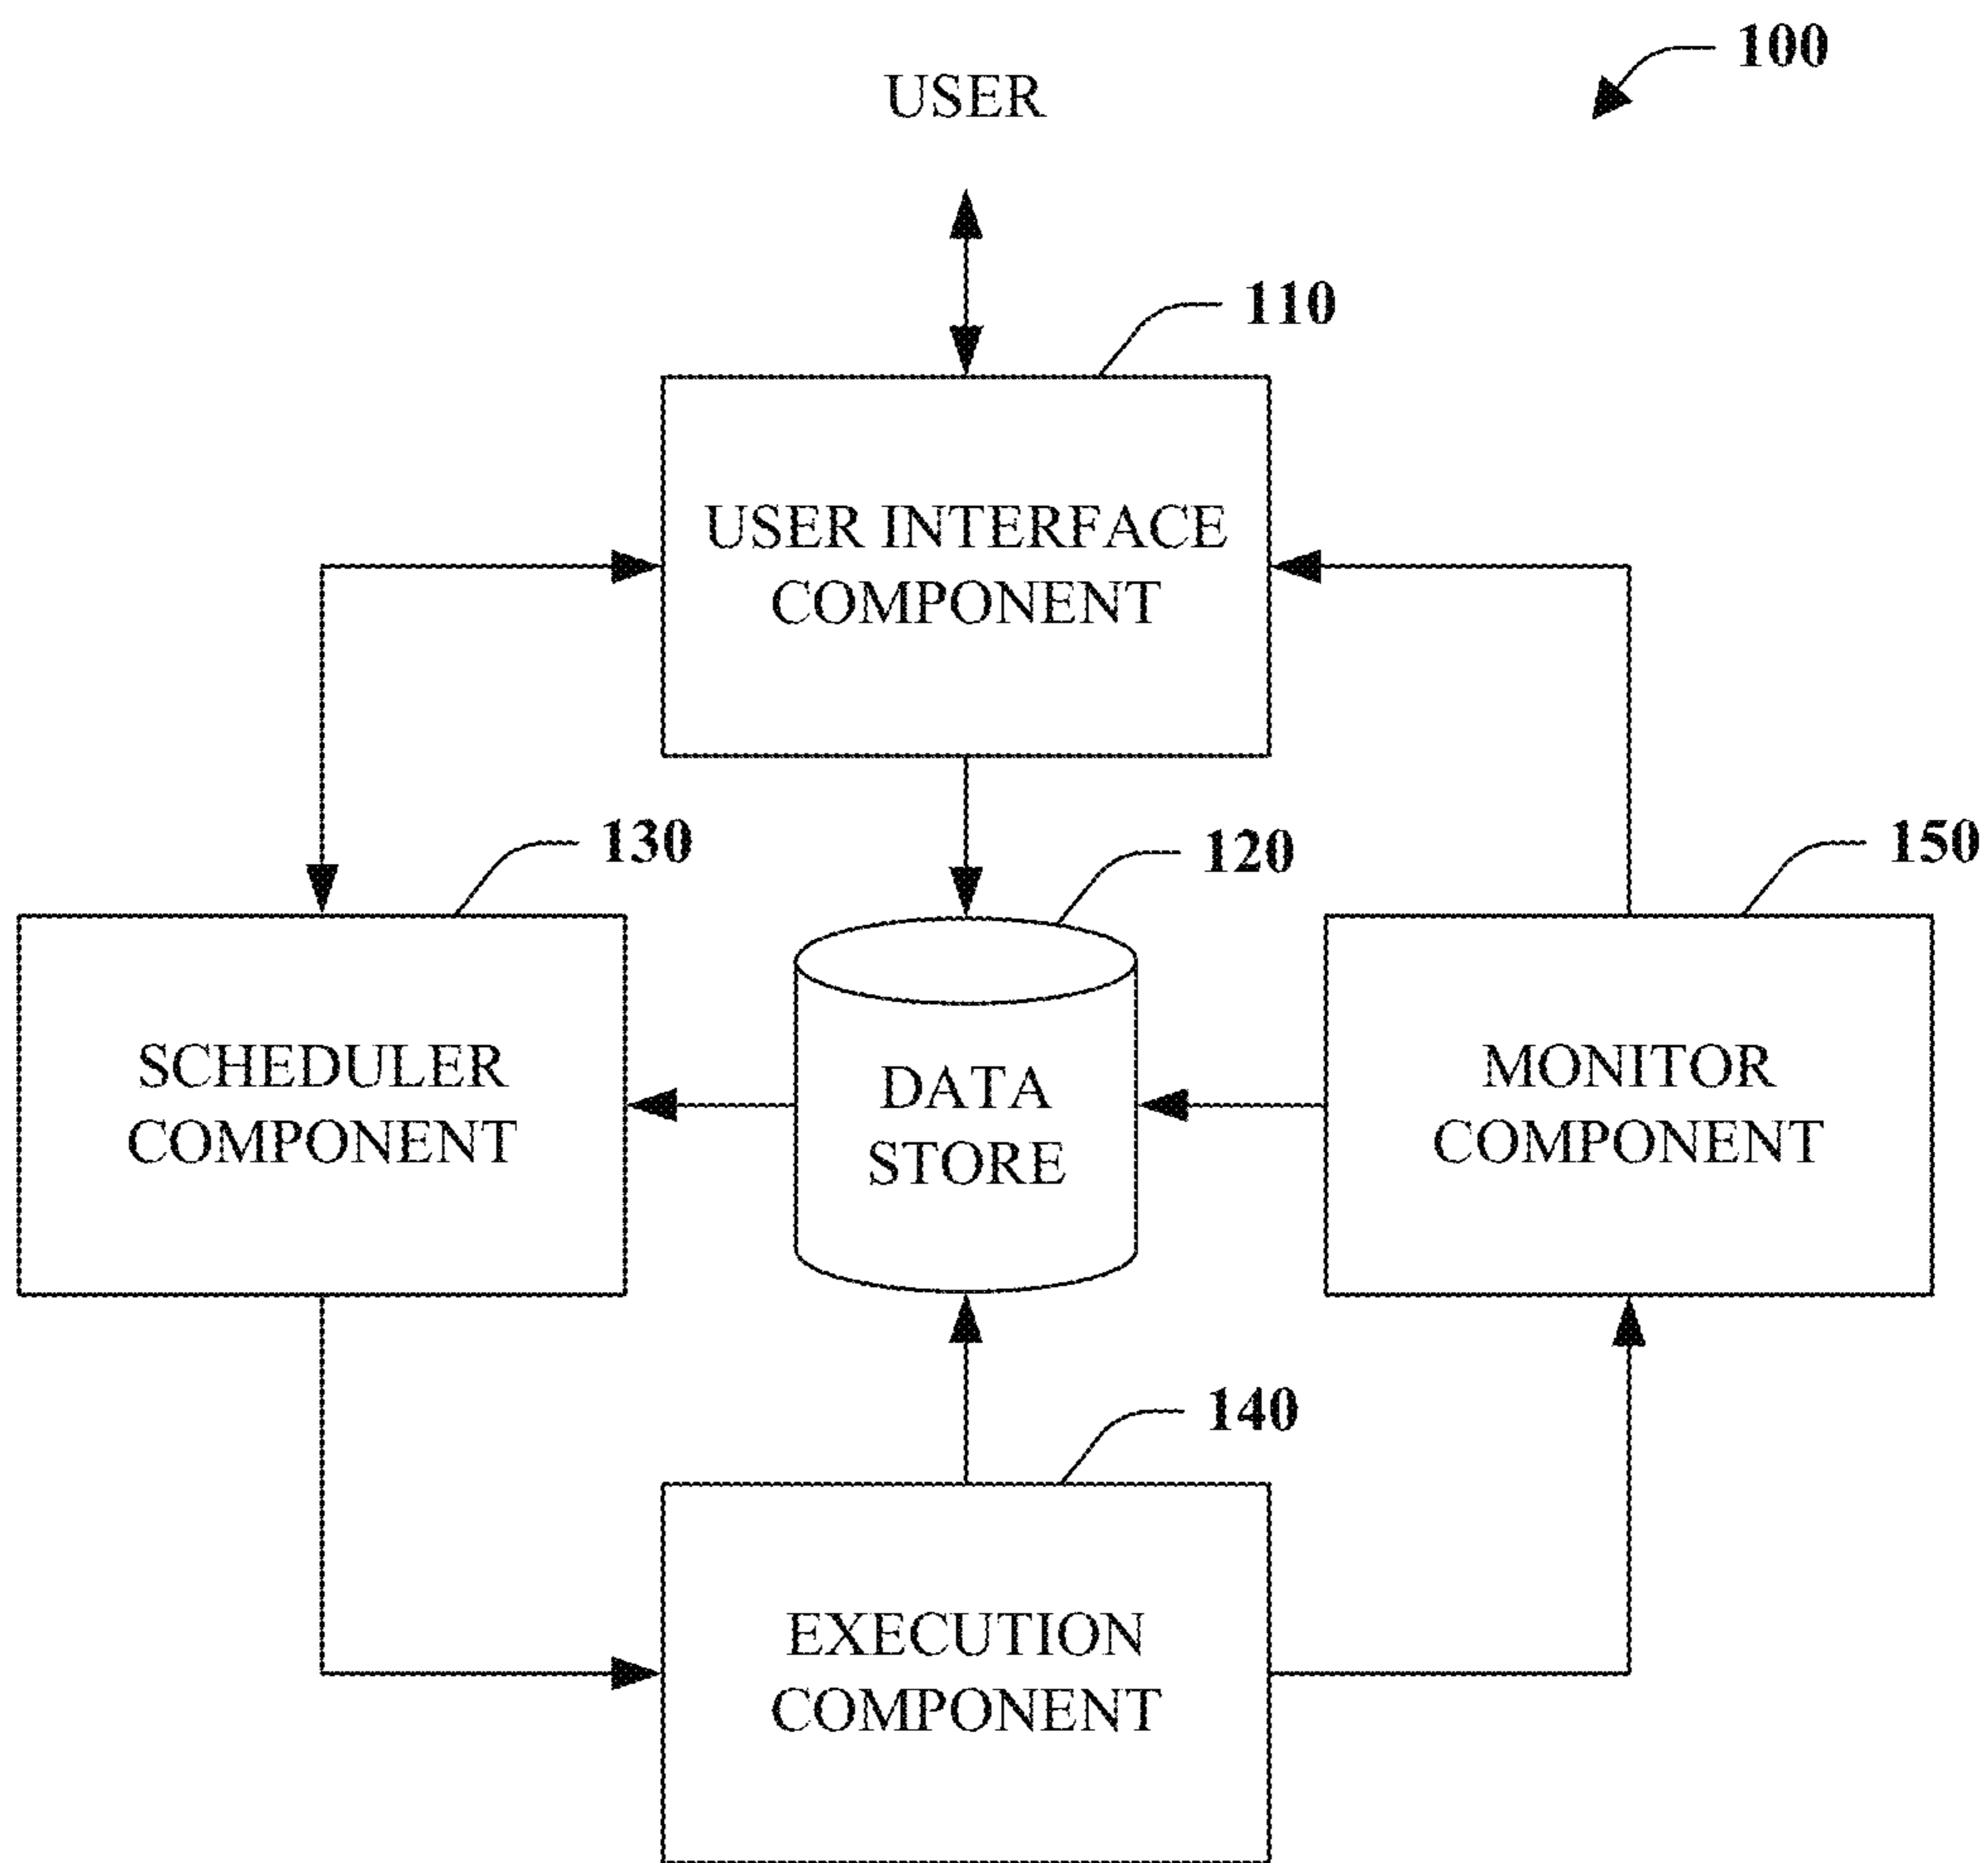 100
USER
110
USER INTERFACE
COMPONENT
130
120
150
SCHEDULER
COMPONENT
DATA
STORE
MONITOR
COMPONENT
140
EXECUTION
COMPONENT